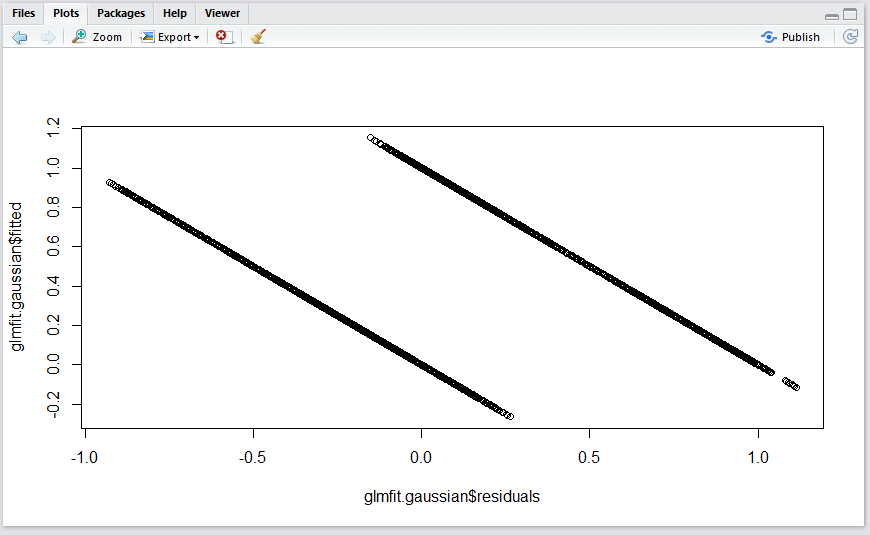 Files Plots Packages Help Viewer
Zoom Export Publish
glmfit.gaussian$fitted
1.2
1.0
0.8
0.6
0.4
0.2
0.0
-0.2
-1.0 -0.5 0.0 0.5 1.0
glmfit.gaussian$residuals